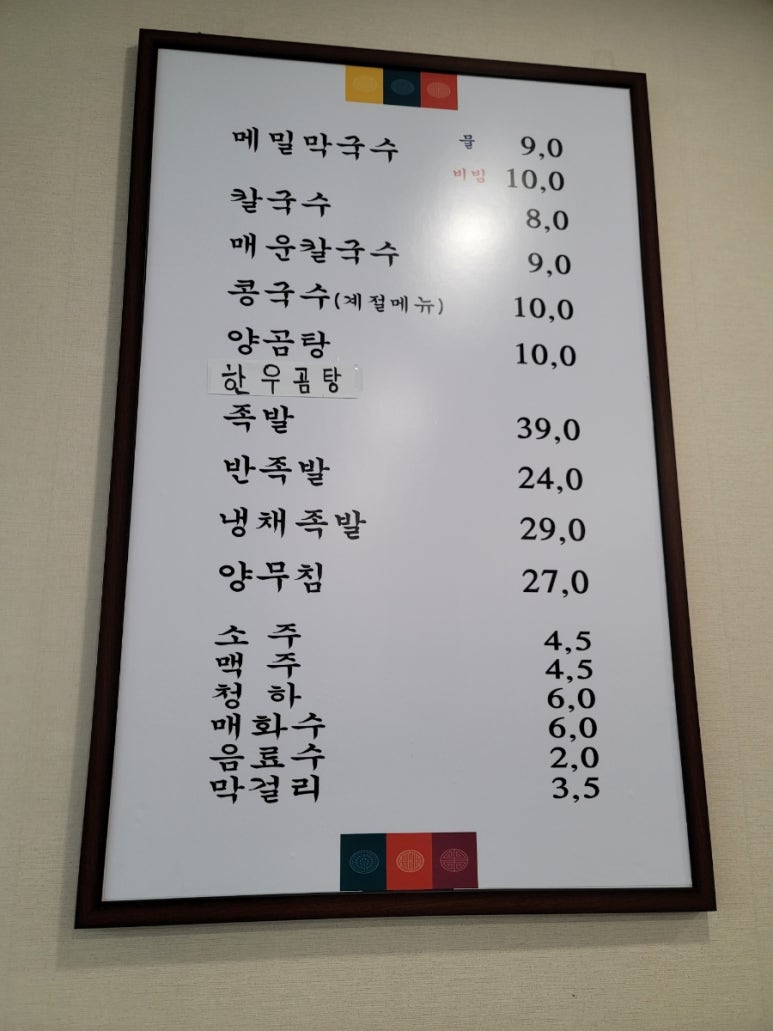 메밀막국수 물 9,0
비빔 10,0
칼국수 8,0
매운칼국수 9,0
콩국수(계절메뉴) 10,0
양곰탕 10,0
한우곰탕
족발 39,0
반족발 24,0
냉채족발 29,0
양무침 27,0
소 주 4,5
맥 주 4,5
청 하 6,0
매화수 6,0
음료수 2,0
막걸리 3,5